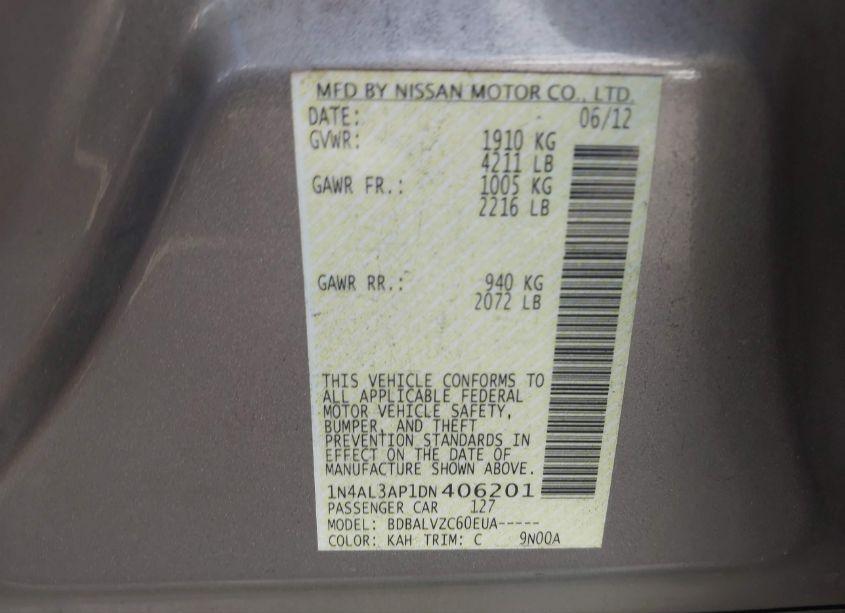 MFD BY NISSAN MOTOR CO., LTD.
DATE: 06/12
GVWR: 1910 KG
4211 LB
GAWR FR.: 1005 KG
2216 LB
GAWR RR.: 940 KG
2072 LB
THIS VEHICLE CONFORMS TO
ALL APPLICABLE FEDERAL
MOTOR VEHICLE SAFETY,
BUMPER, AND THEFT
PREVENTION STANDARDS IN
EFFECT ON THE DATE OF
MANUFACTURE SHOWN ABOVE.
1N4AL3AP1DN406201
PASSENGER CAR 127
MODEL: BDBALVZC60EUA-----
COLOR: KAH TRIM: C 9N00A